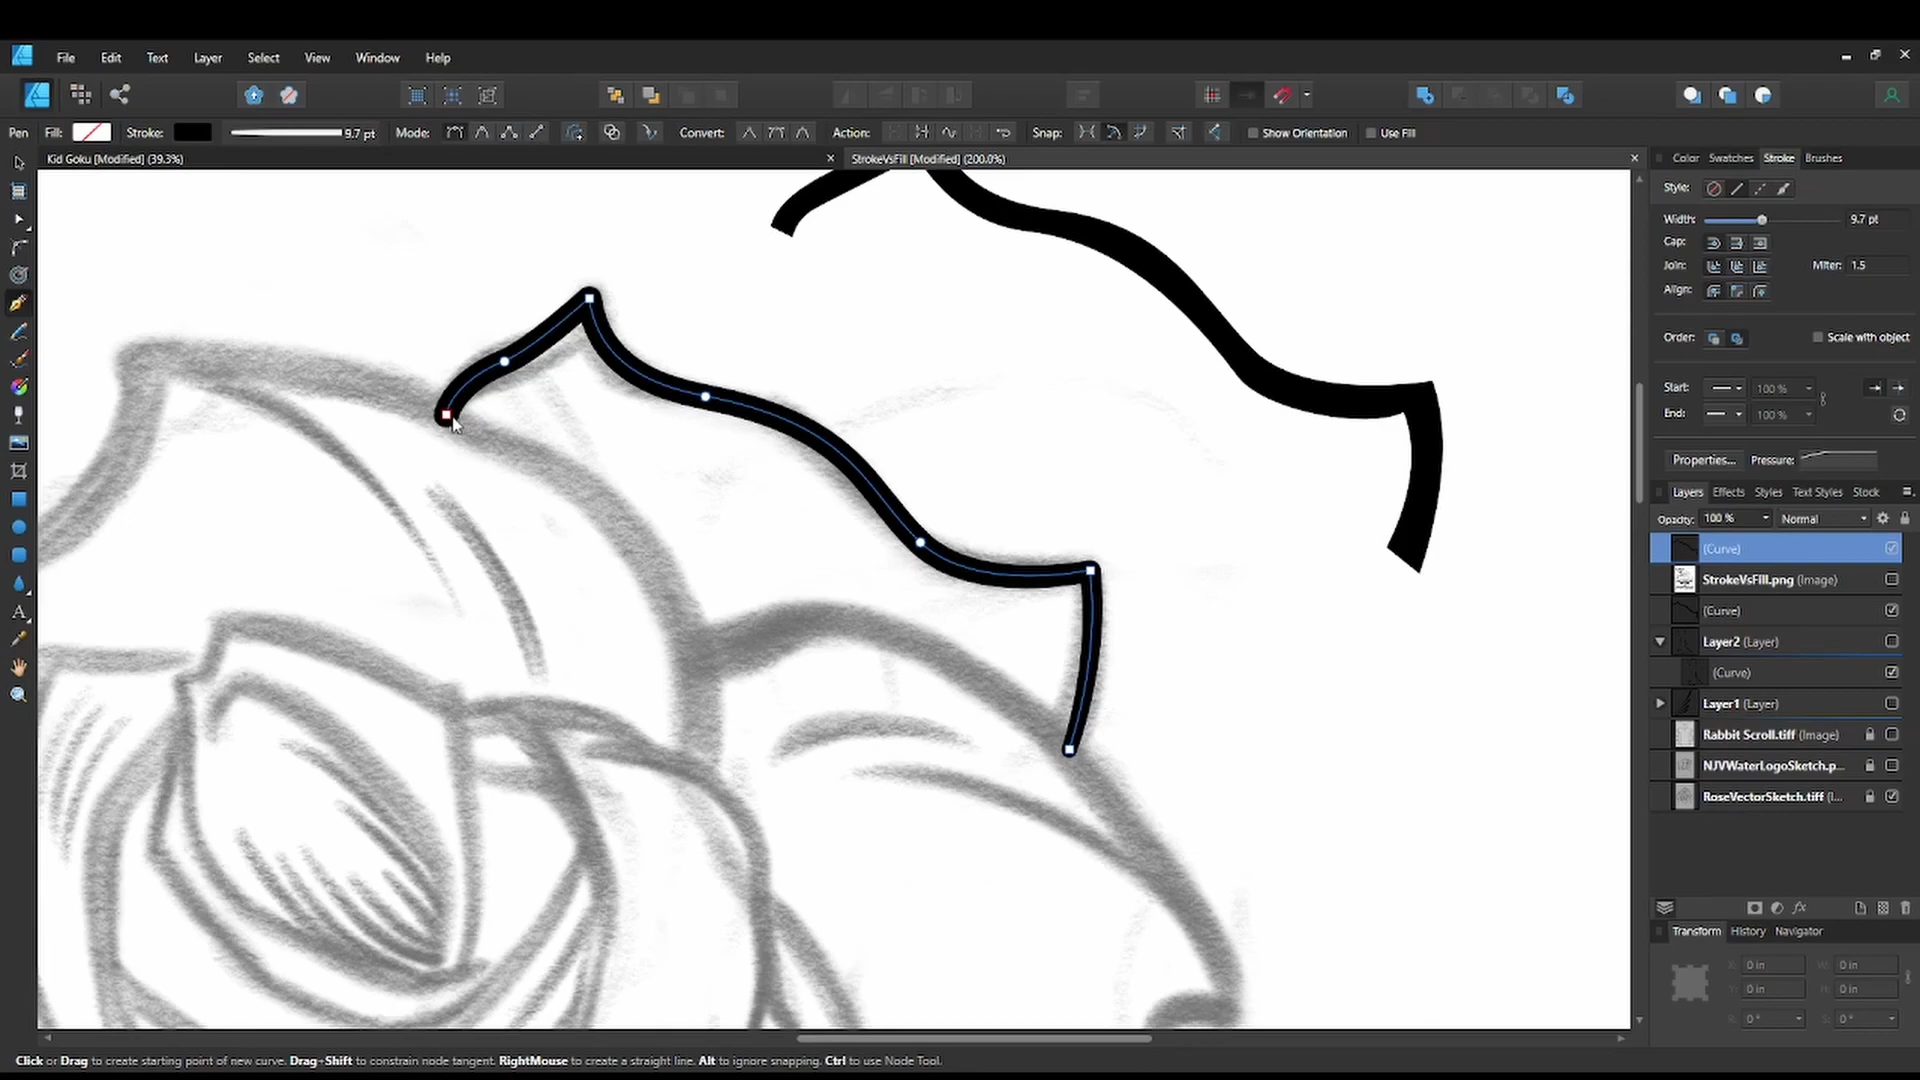 File Edit Text Layer Select View Window Help
Pen Fill: Stroke: 9.7 pt Mode: Convert: Action: Snap: Show Orientation Use Fill
Kid Goku [Modified] (39.3%) × StrokeVsFill [Modified] (200.0%) ×
Color Swatches Stroke Brushes
Style:
Width: 9.7 pt
Cap:
Join: Miter: 1.5
Align:
Order: Scale with object
Start: 100 %
End: 100 %
Properties... Pressure:
Layers Effects Styles Text Styles Stock
Opacity: 100 % Normal
(Curve)
StrokeVsFill.png (Image)
(Curve)
Layer2 (Layer)
(Curve)
Layer1 (Layer)
Rabbit Scroll.tiff (Image)
NJVWaterLogoSketch.p...
RoseVectorSketch.tiff (I...
fx
Transform History Navigator
X: 0 in W: 0 in
Y: 0 in H: 0 in
R: 0 ° S: 0 °
Click or Drag to create starting point of new curve. Drag+Shift to constrain node tangent. RightMouse to create a straight line. Alt to ignore snapping. Ctrl to use Node Tool.